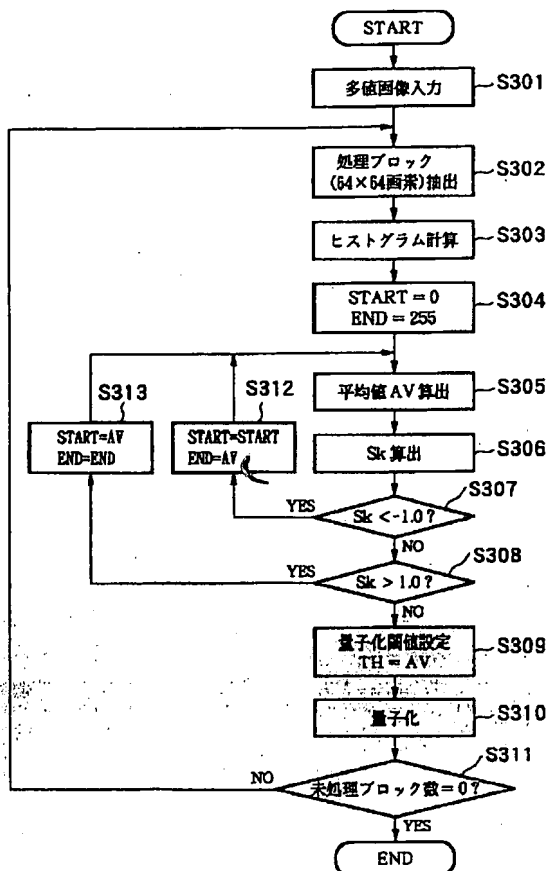 START
多値画像入力
S301
処理ブロック
(64×64画素)抽出
S302
ヒストグラム計算
S303
START = 0
END = 255
S304
平均値 AV 算出
S305
Sk 算出
S306
S313
START=AV
END=END
S312
START=START
END=AV
S307
Sk <-1.0?
YES
NO
S308
Sk > 1.0?
YES
NO
量子化閾値設定
TH = AV
S309
量子化
S310
S311
未処理ブロック数=0?
NO
YES
END